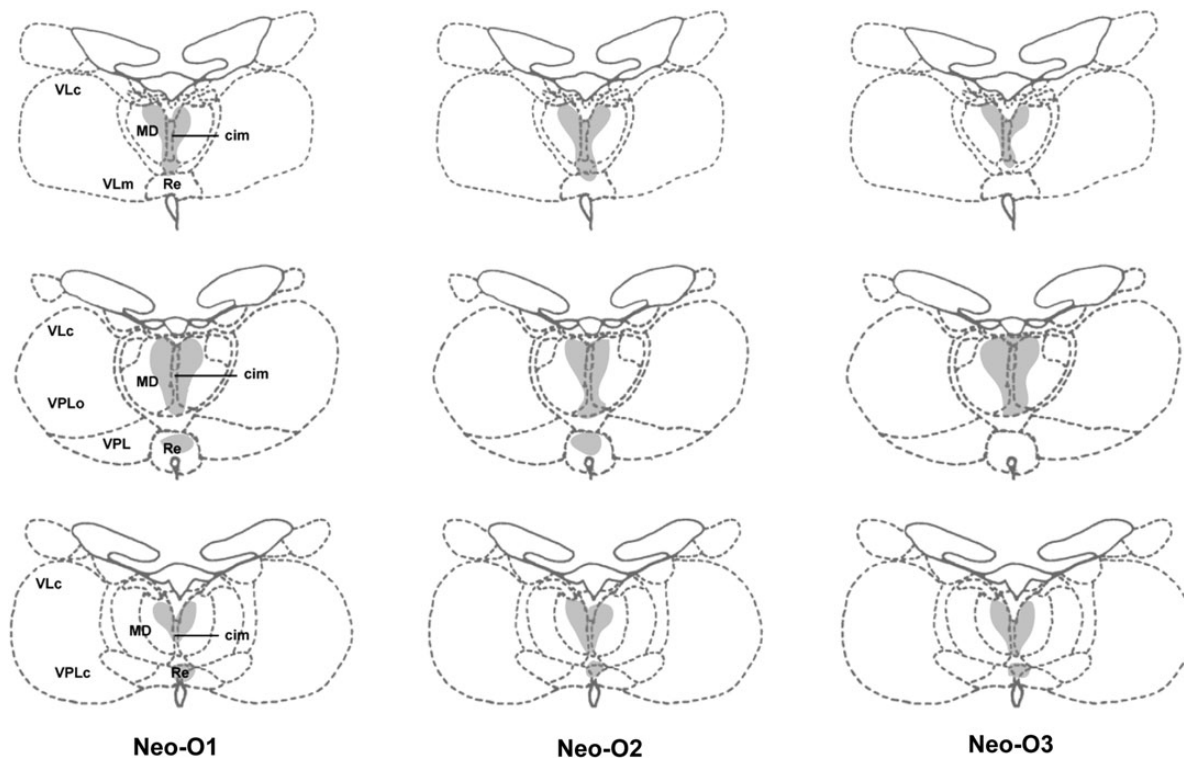 VLc
MD
cim
VLm
Re
VLc
MD
cim
VPLo
VPL
Re
VLc
MD
cim
VPLc
Re
Neo-O1
Neo-O2
Neo-O3